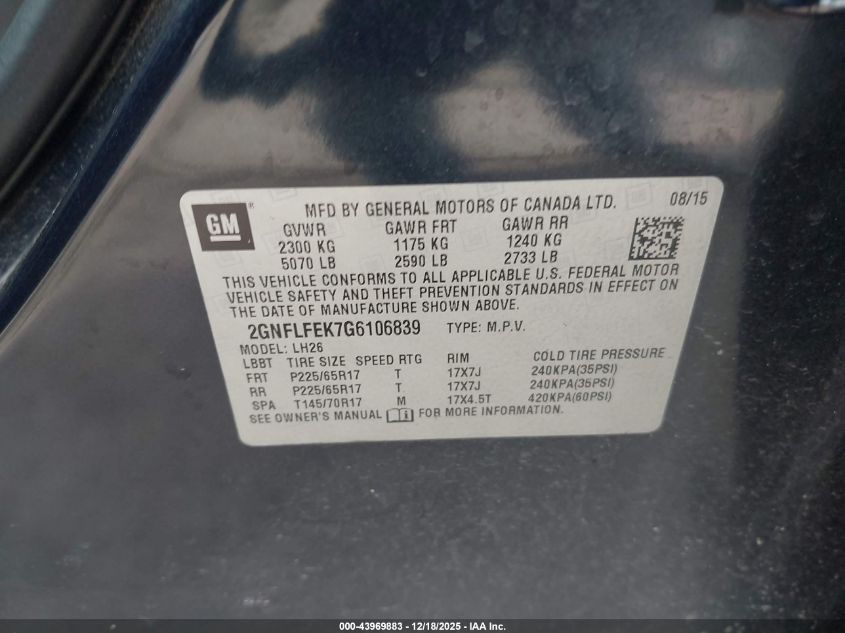 GM
MFD BY GENERAL MOTORS OF CANADA LTD. 08/15
GVWR GAWR FRT GAWR RR
2300 KG 1175 KG 1240 KG
5070 LB 2590 LB 2733 LB
THIS VEHICLE CONFORMS TO ALL APPLICABLE U.S. FEDERAL MOTOR
VEHICLE SAFETY AND THEFT PREVENTION STANDARDS IN EFFECT ON
THE DATE OF MANUFACTURE SHOWN ABOVE.
2GNFLFEK7G6106839 TYPE: M.P.V.
MODEL: LH26
LBBT TIRE SIZE SPEED RTG RIM COLD TIRE PRESSURE
FRT P225/65R17 T 17X7J 240KPA(35PSI)
RR P225/65R17 T 17X7J 240KPA(35PSI)
SPA T145/70R17 M 17X4.5T 420KPA(60PSI)
SEE OWNER'S MANUAL FOR MORE INFORMATION.
000-43969883 - 12/18/2025 - IAA Inc.